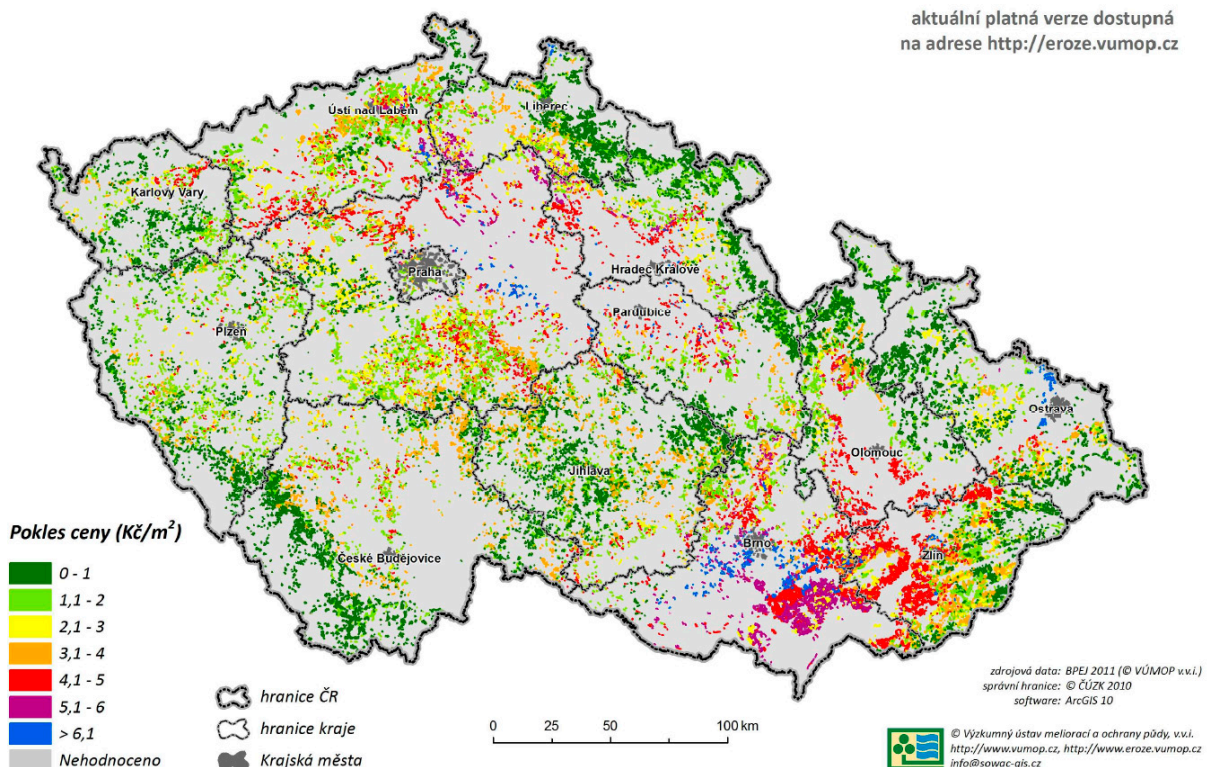 aktuální platná verze dostupná
na adrese http://eroze.vumop.cz
Ústí nad Labem
Liberec
Karlovy Vary
Praha
Hradec Králové
Pardubice
Plzeň
Ostrava
Olomouc
Jihlava
České Budějovice
Brno
Zlín
Pokles ceny (Kč/m²)
0 - 1
1,1 - 2
2,1 - 3
3,1 - 4
4,1 - 5
5,1 - 6
> 6,1
Nehodnoceno
hranice ČR
hranice kraje
Krajská města
0 25 50 100 km
zdrojová data: BPEJ 2011 (© VÚMOP v.v.i.)
správní hranice: © ČÚZK 2010
software: ArcGIS 10
© Výzkumný ústav meliorací a ochrany půdy, v.v.i.
http://www.vumop.cz, http://www.eroze.vumop.cz
info@sowac-gis.cz